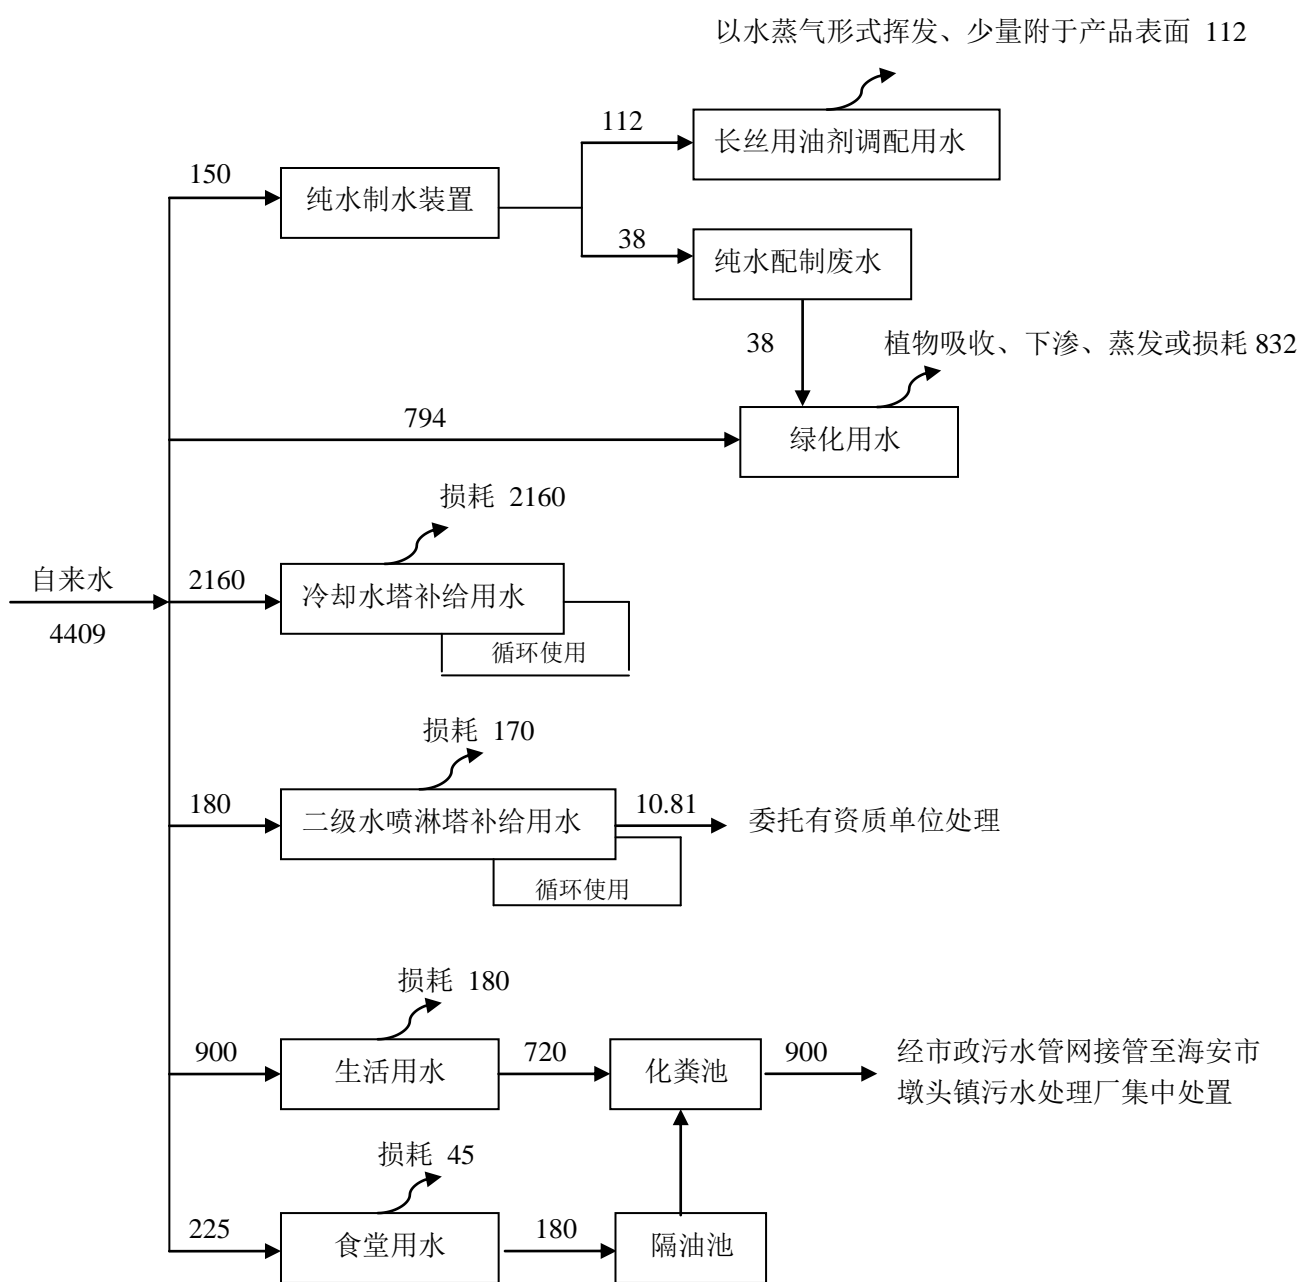 以水蒸气形式挥发、少量附于产品表面 112
112
长丝用油剂调配用水
150
纯水制水装置
38
纯水配制废水
38
植物吸收、下渗、蒸发或损耗 832
794
绿化用水
损耗 2160
自来水
2160
冷却水塔补给用水
4409
循环使用
损耗 170
180
二级水喷淋塔补给用水
10.81
委托有资质单位处理
循环使用
损耗 180
900
生活用水
720
化粪池
900
经市政污水管网接管至海安市
墩头镇污水处理厂集中处置
损耗 45
225
食堂用水
180
隔油池